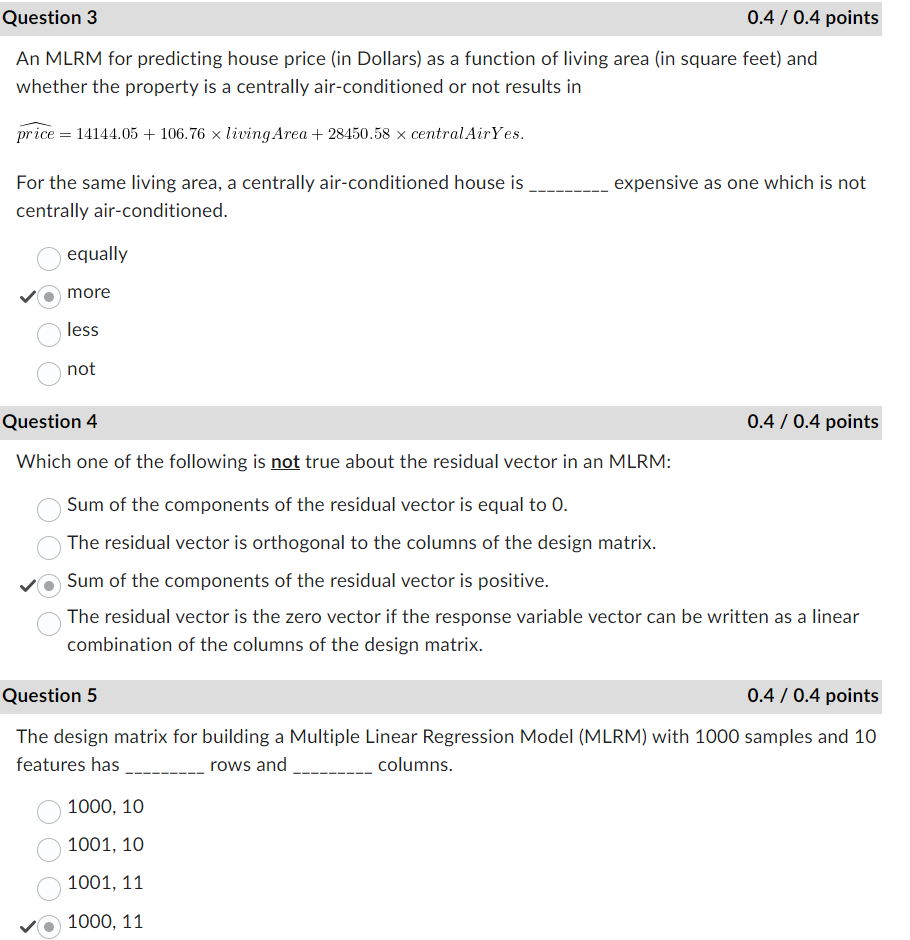 Question 3 0.4 / 0.4 points
An MLRM for predicting house price (in Dollars) as a function of living area (in square feet) and
whether the property is a centrally air-conditioned or not results in
price = 14144.05 + 106.76 × livingArea + 28450.58 × centralAirYes.
For the same living area, a centrally air-conditioned house is _________ expensive as one which is not
centrally air-conditioned.
equally
more
less
not
Question 4 0.4 / 0.4 points
Which one of the following is not true about the residual vector in an MLRM:
Sum of the components of the residual vector is equal to 0.
The residual vector is orthogonal to the columns of the design matrix.
Sum of the components of the residual vector is positive.
The residual vector is the zero vector if the response variable vector can be written as a linear
combination of the columns of the design matrix.
Question 5 0.4 / 0.4 points
The design matrix for building a Multiple Linear Regression Model (MLRM) with 1000 samples and 10
features has _________ rows and _________ columns.
1000, 10
1001, 10
1001, 11
1000, 11